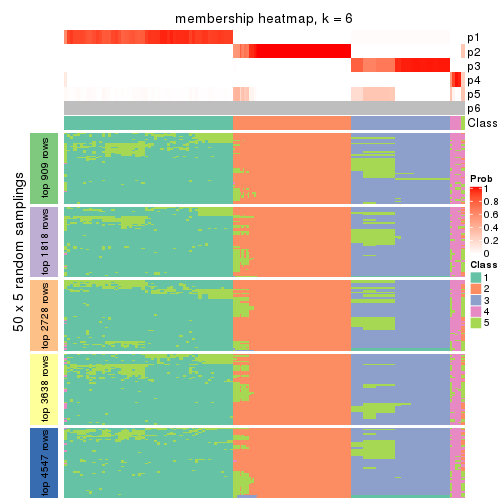 membership heatmap, k = 6
p1
p2
p3
p4
p5
p6
Class
50 x 5 random samplings
top 909 rows
top 1818 rows
top 2728 rows
top 3638 rows
top 4547 rows
Prob
1
0.8
0.6
0.4
0.2
0
Class
1
2
3
4
5